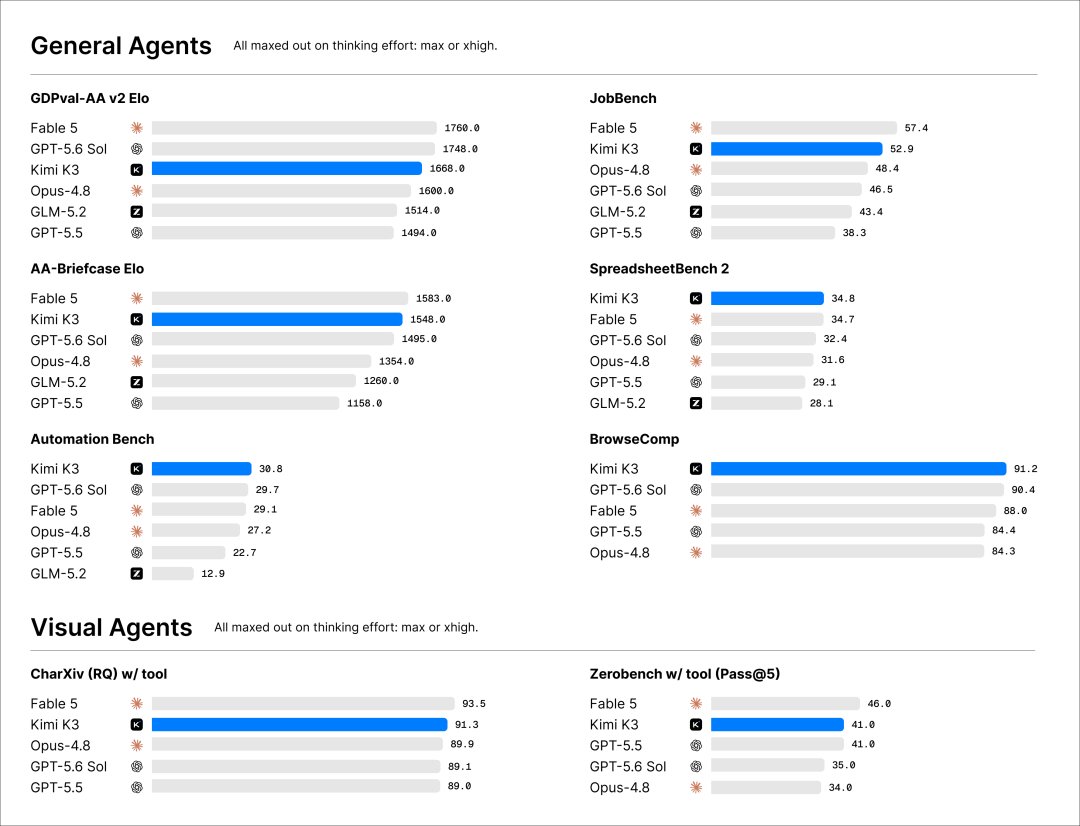 General Agents All maxed out on thinking effort: max or xhigh.
GDPval-AA v2 Elo
Fable 5 1760.0
GPT-5.6 Sol 1748.0
Kimi K3 1668.0
Opus-4.8 1600.0
GLM-5.2 1514.0
GPT-5.5 1494.0
JobBench
Fable 5 57.4
Kimi K3 52.9
Opus-4.8 48.4
GPT-5.6 Sol 46.5
GLM-5.2 43.4
GPT-5.5 38.3
AA-Briefcase Elo
Fable 5 1583.0
Kimi K3 1548.0
GPT-5.6 Sol 1495.0
Opus-4.8 1354.0
GLM-5.2 1260.0
GPT-5.5 1158.0
SpreadsheetBench 2
Kimi K3 34.8
Fable 5 34.7
GPT-5.6 Sol 32.4
Opus-4.8 31.6
GPT-5.5 29.1
GLM-5.2 28.1
Automation Bench
Kimi K3 30.8
GPT-5.6 Sol 29.7
Fable 5 29.1
Opus-4.8 27.2
GPT-5.5 22.7
GLM-5.2 12.9
BrowseComp
Kimi K3 91.2
GPT-5.6 Sol 90.4
Fable 5 88.0
GPT-5.5 84.4
Opus-4.8 84.3
Visual Agents All maxed out on thinking effort: max or xhigh.
CharXiv (RQ) w/ tool
Fable 5 93.5
Kimi K3 91.3
Opus-4.8 89.9
GPT-5.6 Sol 89.1
GPT-5.5 89.0
Zerobench w/ tool (Pass@5)
Fable 5 46.0
Kimi K3 41.0
GPT-5.5 41.0
GPT-5.6 Sol 35.0
Opus-4.8 34.0